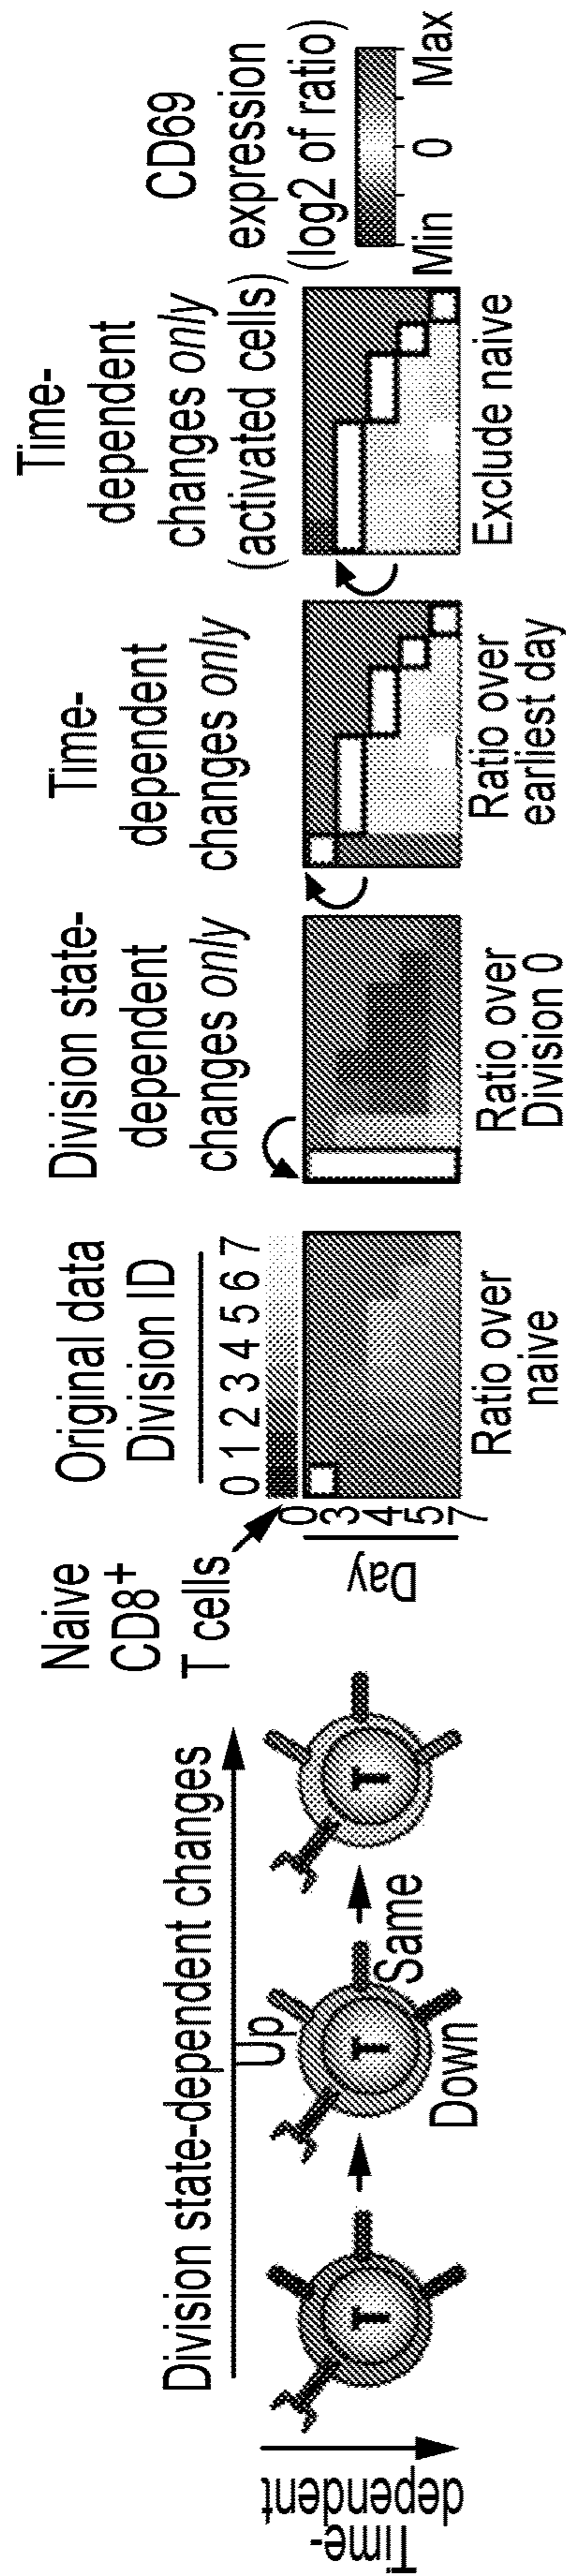 Division state-dependent changes
Time-
dependent
Up
Same
Down
T
T
T
Naive
CD8+
T cells
Original data
Division ID
0 1 2 3 4 5 6 7
Day
0
3
4
5
7
Ratio over
naive
Division state-
dependent
changes only
Ratio over
Division 0
Time-
dependent
changes only
Ratio over
earliest day
Time-
dependent
changes only
(activated cells)
Exclude naive
CD69
expression
(log2 of ratio)
Min 0 Max